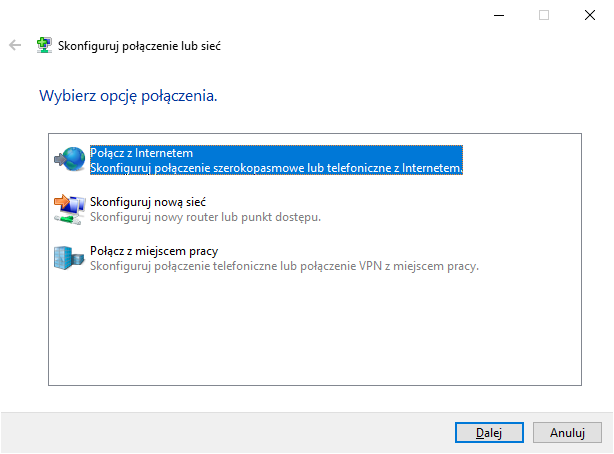 Skonfiguruj połączenie lub sieć
Wybierz opcję połączenia.
Połącz z Internetem
Skonfiguruj połączenie szerokopasmowe lub telefoniczne z Internetem.
Skonfiguruj nową sieć
Skonfiguruj nowy router lub punkt dostępu.
Połącz z miejscem pracy
Skonfiguruj połączenie telefoniczne lub połączenie VPN z miejscem pracy.
Dalej
Anuluj